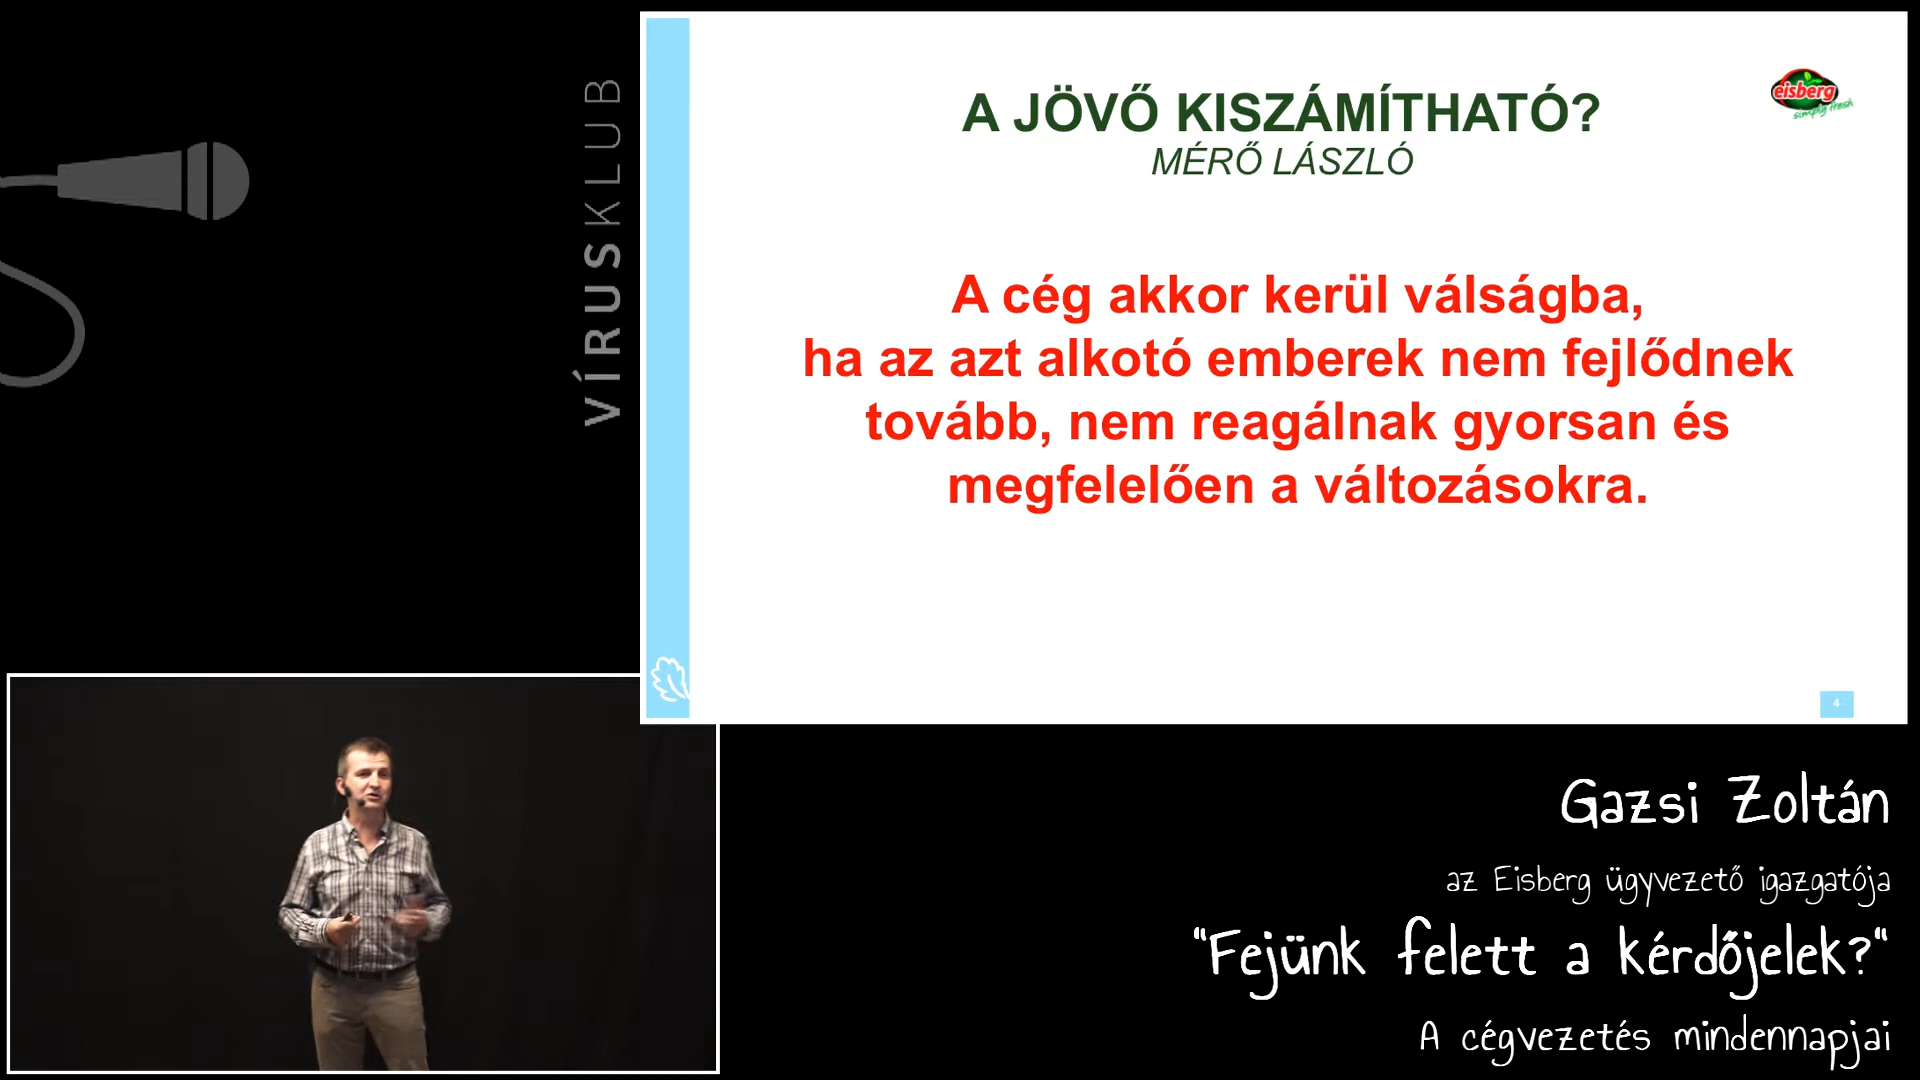 VÍRUSKLUB
A JÖVŐ KISZÁMÍTHATÓ?
MÉRŐ LÁSZLÓ
eisberg
simply fresh
A cég akkor kerül válságba,
ha az azt alkotó emberek nem fejlődnek
tovább, nem reagálnak gyorsan és
megfelelően a változásokra.
4
Gazsi Zoltán
az Eisberg ügyvezető igazgatója
"Fejünk felett a kérdőjelek?"
A cégvezetés mindennapjai